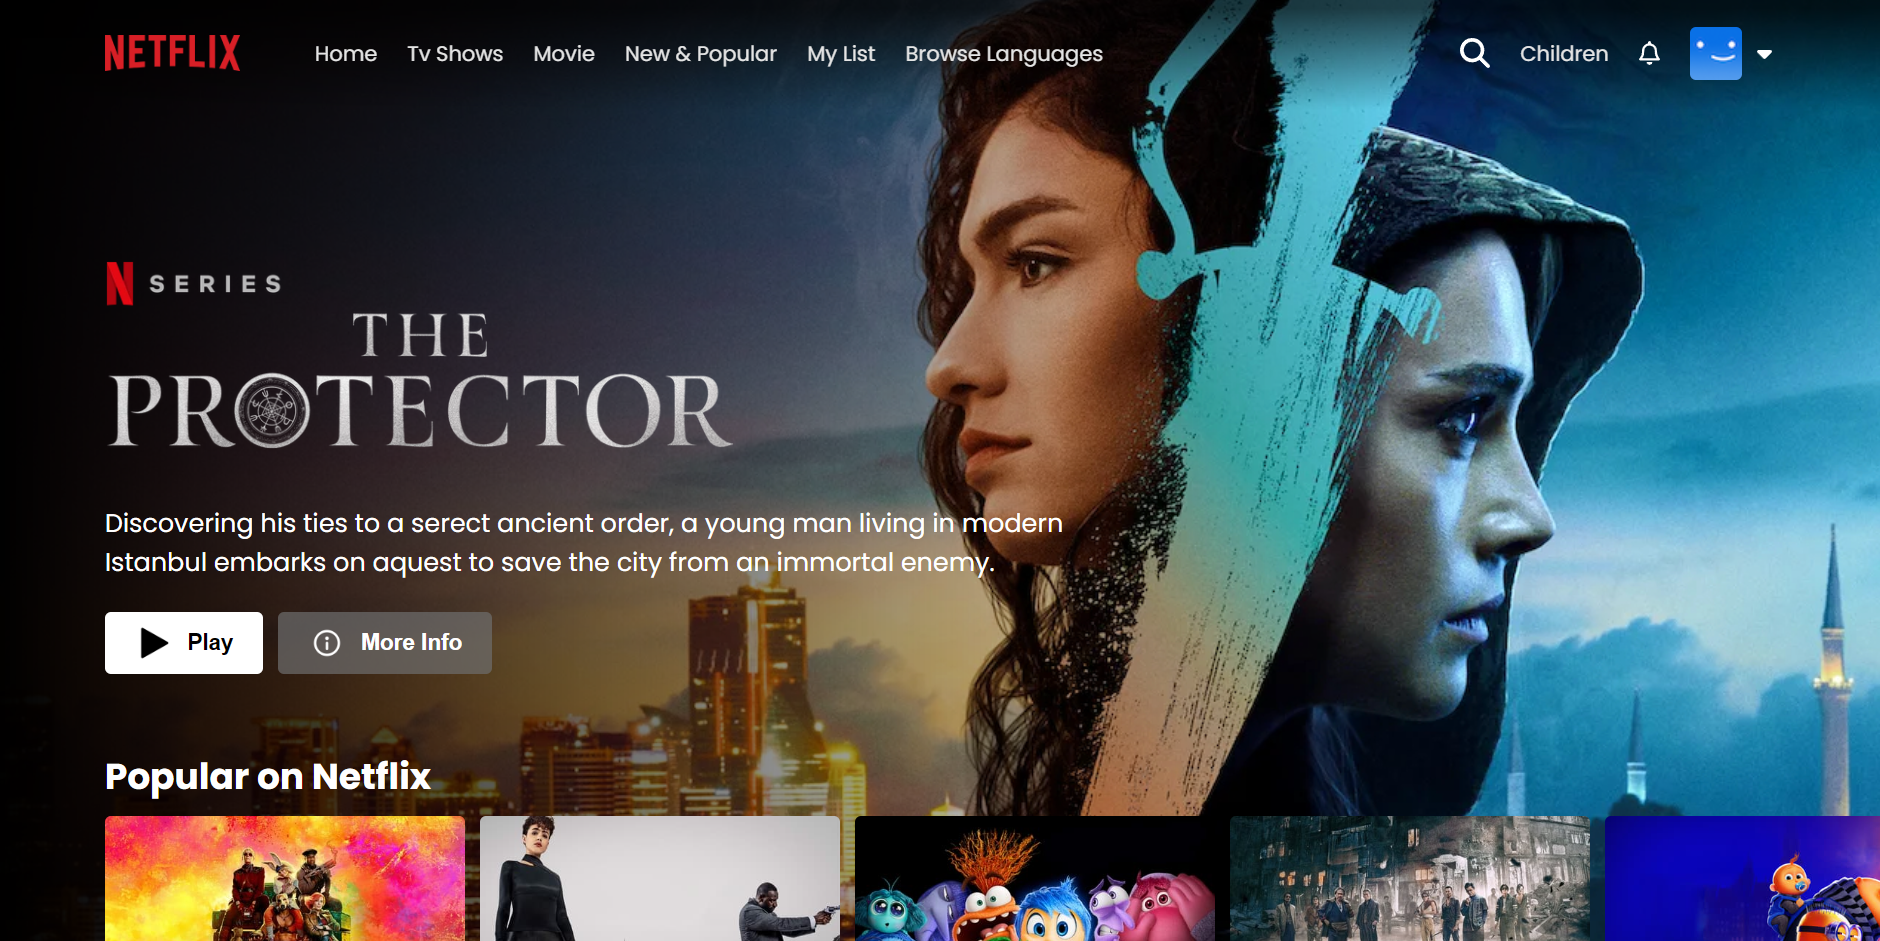 NETFLIX
Home Tv Shows Movie New & Popular My List Browse Languages
Children
N SERIES
THE
PROTECTOR
Discovering his ties to a serect ancient order, a young man living in modern
Istanbul embarks on aquest to save the city from an immortal enemy.
Play More Info
Popular on Netflix